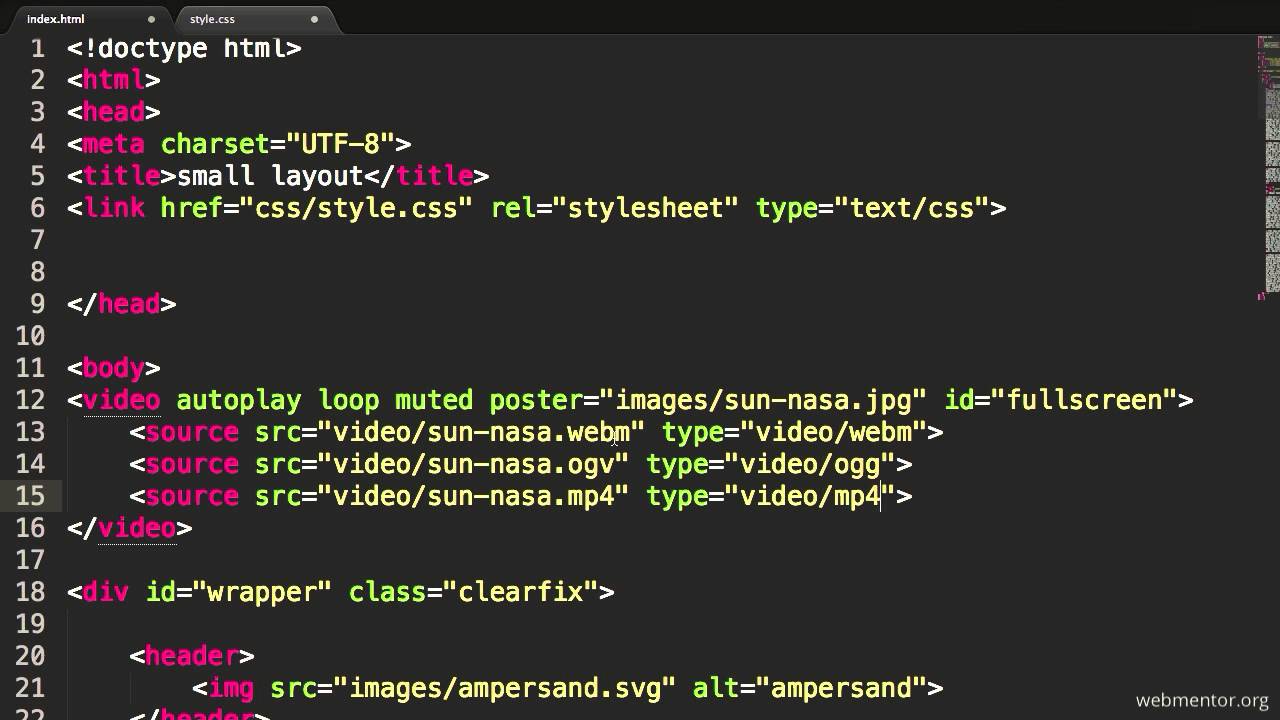 index.html
style.css
1 <!doctype html>
2 <html>
3 <head>
4 <meta charset="UTF-8">
5 <title>small layout</title>
6 <link href="css/style.css" rel="stylesheet" type="text/css">
7
8
9 </head>
10
11 <body>
12 <video autoplay loop muted poster="images/sun-nasa.jpg" id="fullscreen">
13 <source src="video/sun-nasa.webm" type="video/webm">
14 <source src="video/sun-nasa.ogv" type="video/ogg">
15 <source src="video/sun-nasa.mp4" type="video/mp4">
16 </video>
17
18 <div id="wrapper" class="clearfix">
19
20 <header>
21 <img src="images/ampersand.svg" alt="ampersand">
22 </header>
webmentor.org